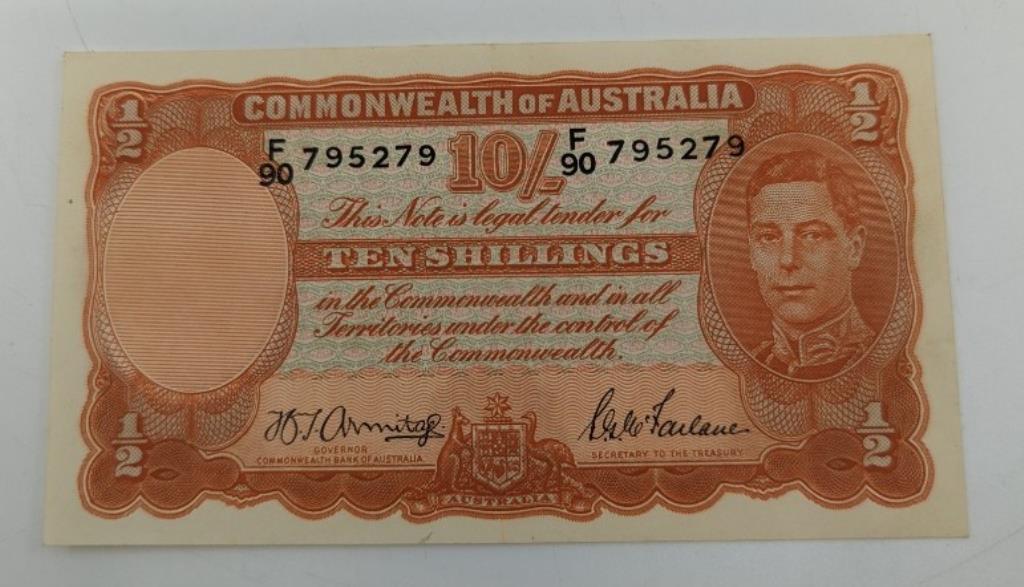 COMMONWEALTH OF AUSTRALIA
1/2
1/2
F/90 795279
10/-
F/90 795279
This Note is legal tender for
TEN SHILLINGS
in the Commonwealth and in all
Territories under the control of
the Commonwealth.
H.T. Armitage.
S.G. McFarlane
GOVERNOR
COMMONWEALTH BANK OF AUSTRALIA
SECRETARY TO THE TREASURY
1/2
1/2
AUSTRALIA